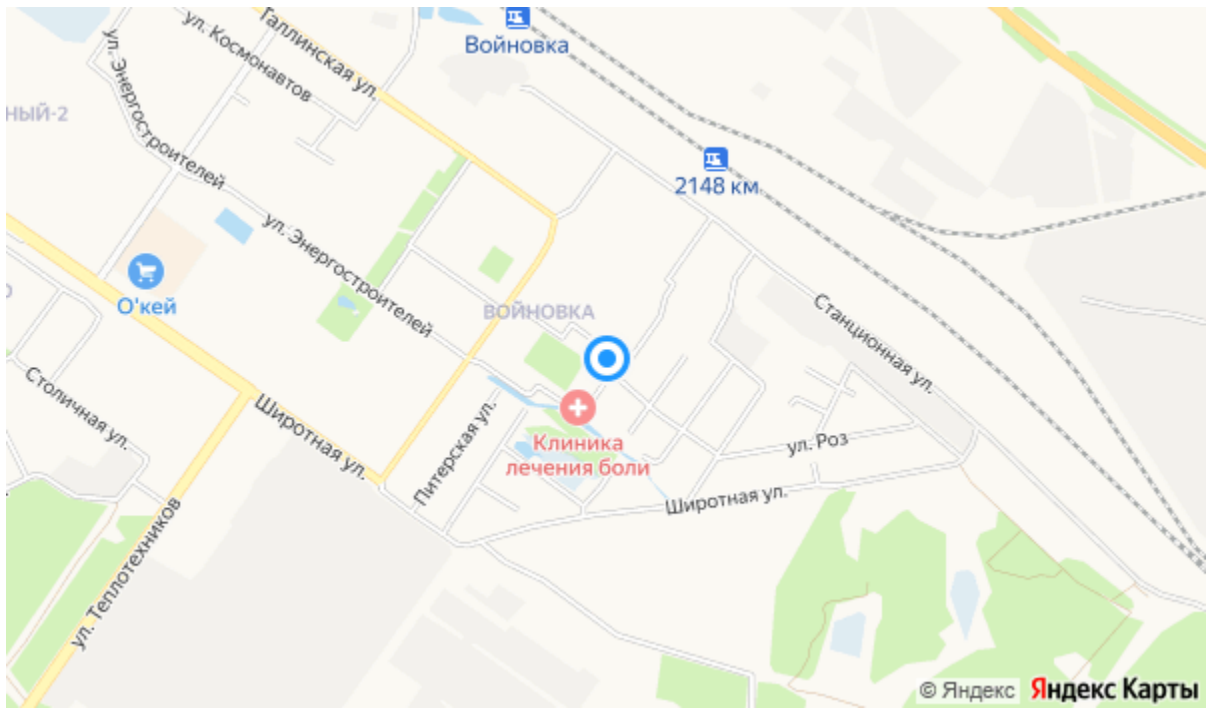 ул. Космонавтов
Таллинская ул.
Войновка
ул. Энергостроителей
НЫЙ-2
2148 км
ул. Энергостроителей
О'кей
ВОЙНОВКА
Станционная ул.
Столичная ул.
Широтная ул.
Питерская ул.
Клиника
лечения боли
ул. Роз
Широтная ул.
ул. Теплотехников
© Яндекс Яндекс Карты